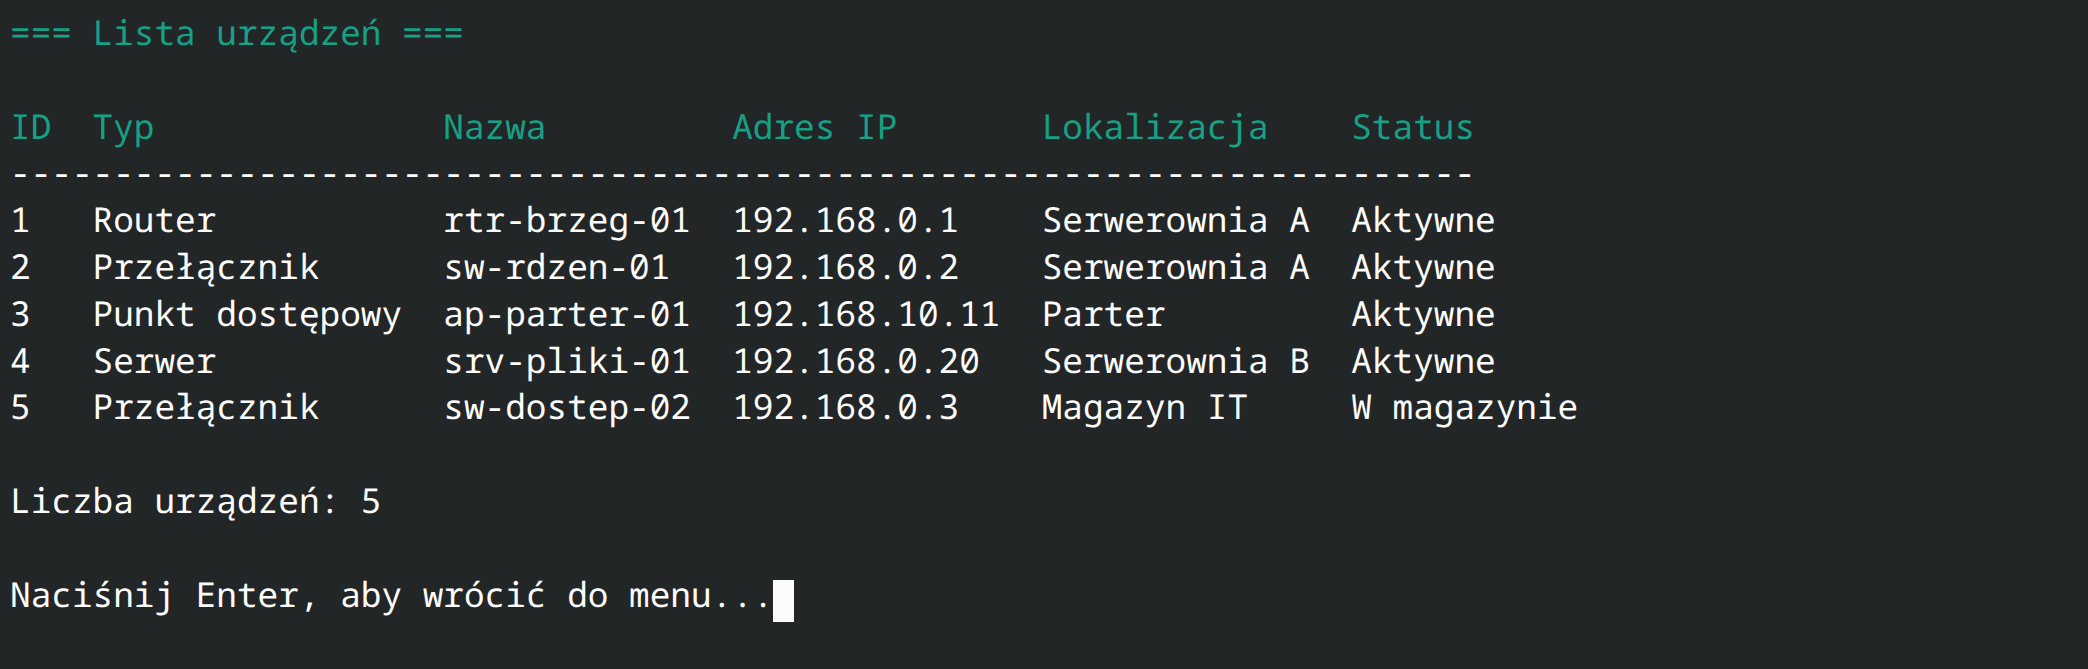 === Lista urządzeń ===
ID  Typ              Nazwa         Adres IP       Lokalizacja    Status
-----------------------------------------------------------------------
1   Router           rtr-brzeg-01  192.168.0.1    Serwerownia A  Aktywne
2   Przełącznik      sw-rdzen-01   192.168.0.2    Serwerownia A  Aktywne
3   Punkt dostępowy  ap-parter-01  192.168.10.11  Parter         Aktywne
4   Serwer           srv-pliki-01  192.168.0.20   Serwerownia B  Aktywne
5   Przełącznik      sw-dostep-02  192.168.0.3    Magazyn IT     W magazynie
Liczba urządzeń: 5
Naciśnij Enter, aby wrócić do menu...